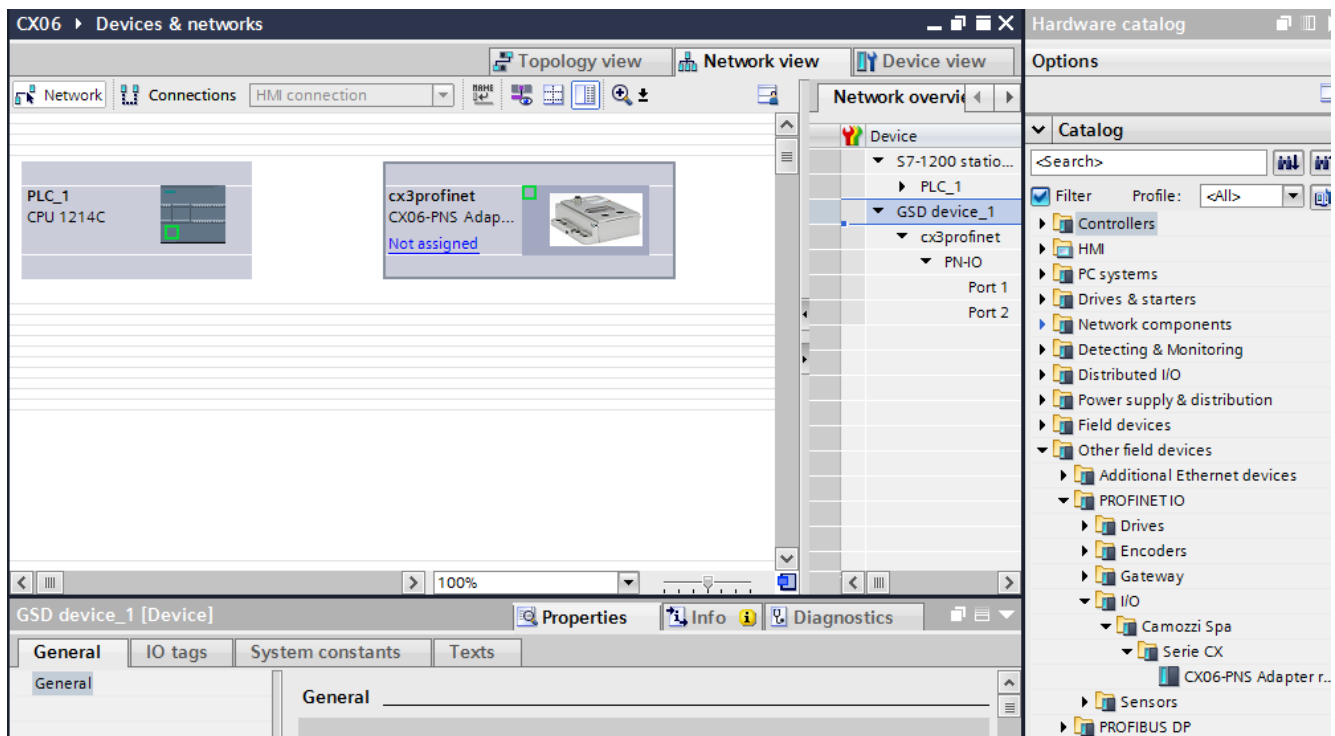 CX06 ▸ Devices & networks
Topology view
Network view
Device view
Network
Connections
HMI connection
PLC_1
CPU 1214C
cx3profinet
CX06-PNS Adap...
Not assigned
100%
Network overvie
Device
S7-1200 statio...
PLC_1
GSD device_1
cx3profinet
PN-IO
Port 1
Port 2
GSD device_1 [Device]
Properties
Info
Diagnostics
General
IO tags
System constants
Texts
General
General
Hardware catalog
Options
Catalog
<Search>
Filter
Profile:
<All>
Controllers
HMI
PC systems
Drives & starters
Network components
Detecting & Monitoring
Distributed I/O
Power supply & distribution
Field devices
Other field devices
Additional Ethernet devices
PROFINET IO
Drives
Encoders
Gateway
I/O
Camozzi Spa
Serie CX
CX06-PNS Adapter r...
Sensors
PROFIBUS DP